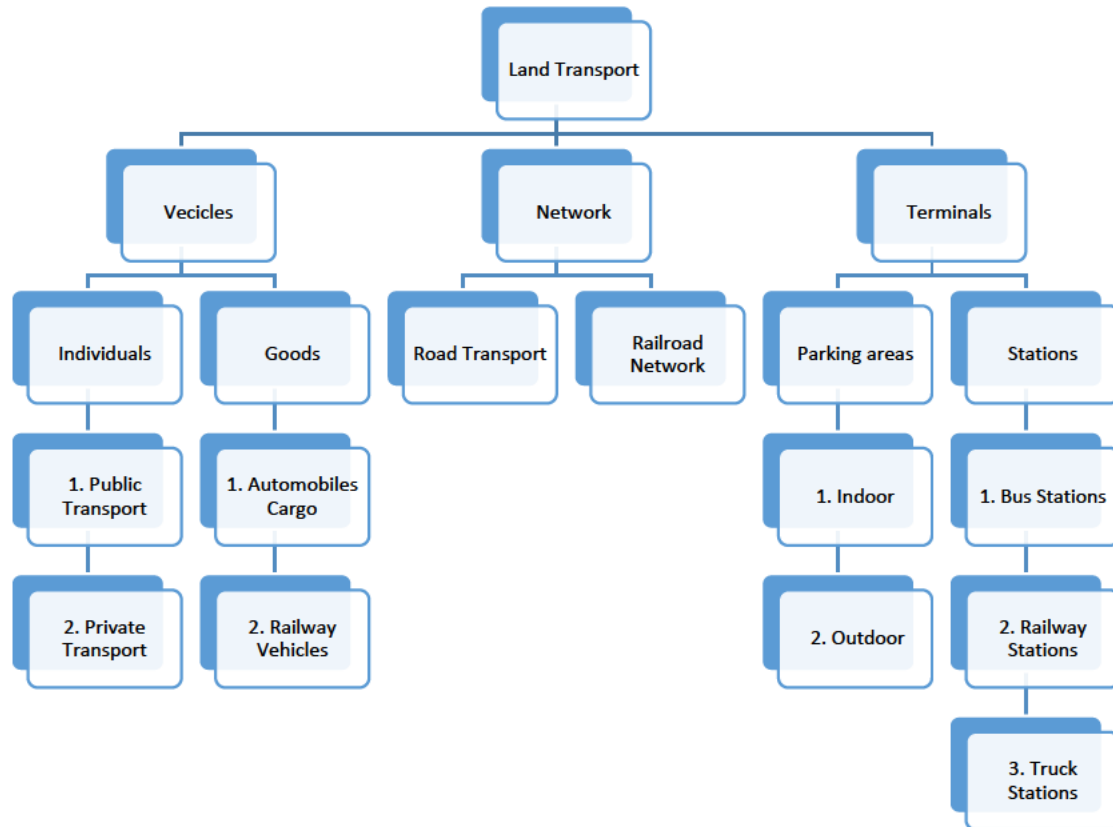 Land Transport
Vecicles
Network
Terminals
Individuals
Goods
Road Transport
Railroad
Network
Parking areas
Stations
1. Public
Transport
1. Automobiles
Cargo
1. Indoor
1. Bus Stations
2. Private
Transport
2. Railway
Vehicles
2. Outdoor
2. Railway
Stations
3. Truck
Stations